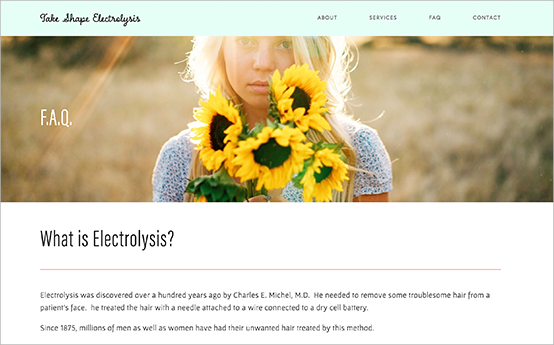 Take Shape Electrolysis
ABOUT SERVICES FAQ CONTACT
F.A.Q.
What is Electrolysis?
Electrolysis was discovered over a hundred years ago by Charles E. Michel, M.D.  He needed to remove some troublesome hair from a
patient's face.  he treated the hair with a needle attached to a wire connected to a dry cell battery.
Since 1875, millions of men as well as women have had their unwanted hair treated by this method.